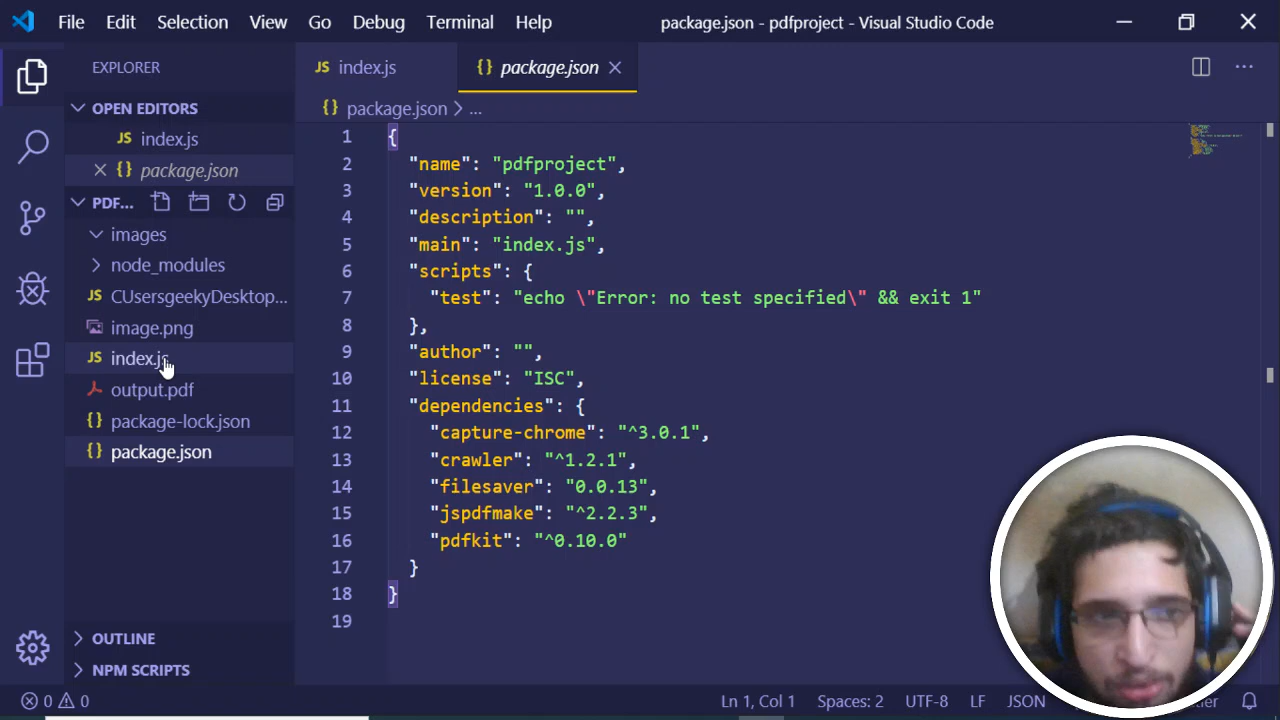 File Edit Selection View Go Debug Terminal Help package.json - pdfproject - Visual Studio Code
EXPLORER
OPEN EDITORS
JS index.js
{} package.json
PDF...
images
node_modules
JS CUsersgeekyDesktop...
image.png
JS index.js
output.pdf
{} package-lock.json
{} package.json
OUTLINE
NPM SCRIPTS
JS index.js {} package.json
{} package.json > ...
1 {
2 "name": "pdfproject",
3 "version": "1.0.0",
4 "description": "",
5 "main": "index.js",
6 "scripts": {
7 "test": "echo \"Error: no test specified\" && exit 1"
8 },
9 "author": "",
10 "license": "ISC",
11 "dependencies": {
12 "capture-chrome": "^3.0.1",
13 "crawler": "^1.2.1",
14 "filesaver": "0.0.13",
15 "jspdfmake": "^2.2.3",
16 "pdfkit": "^0.10.0"
17 }
18 }
19
0 0 Ln 1, Col 1 Spaces: 2 UTF-8 LF JSON